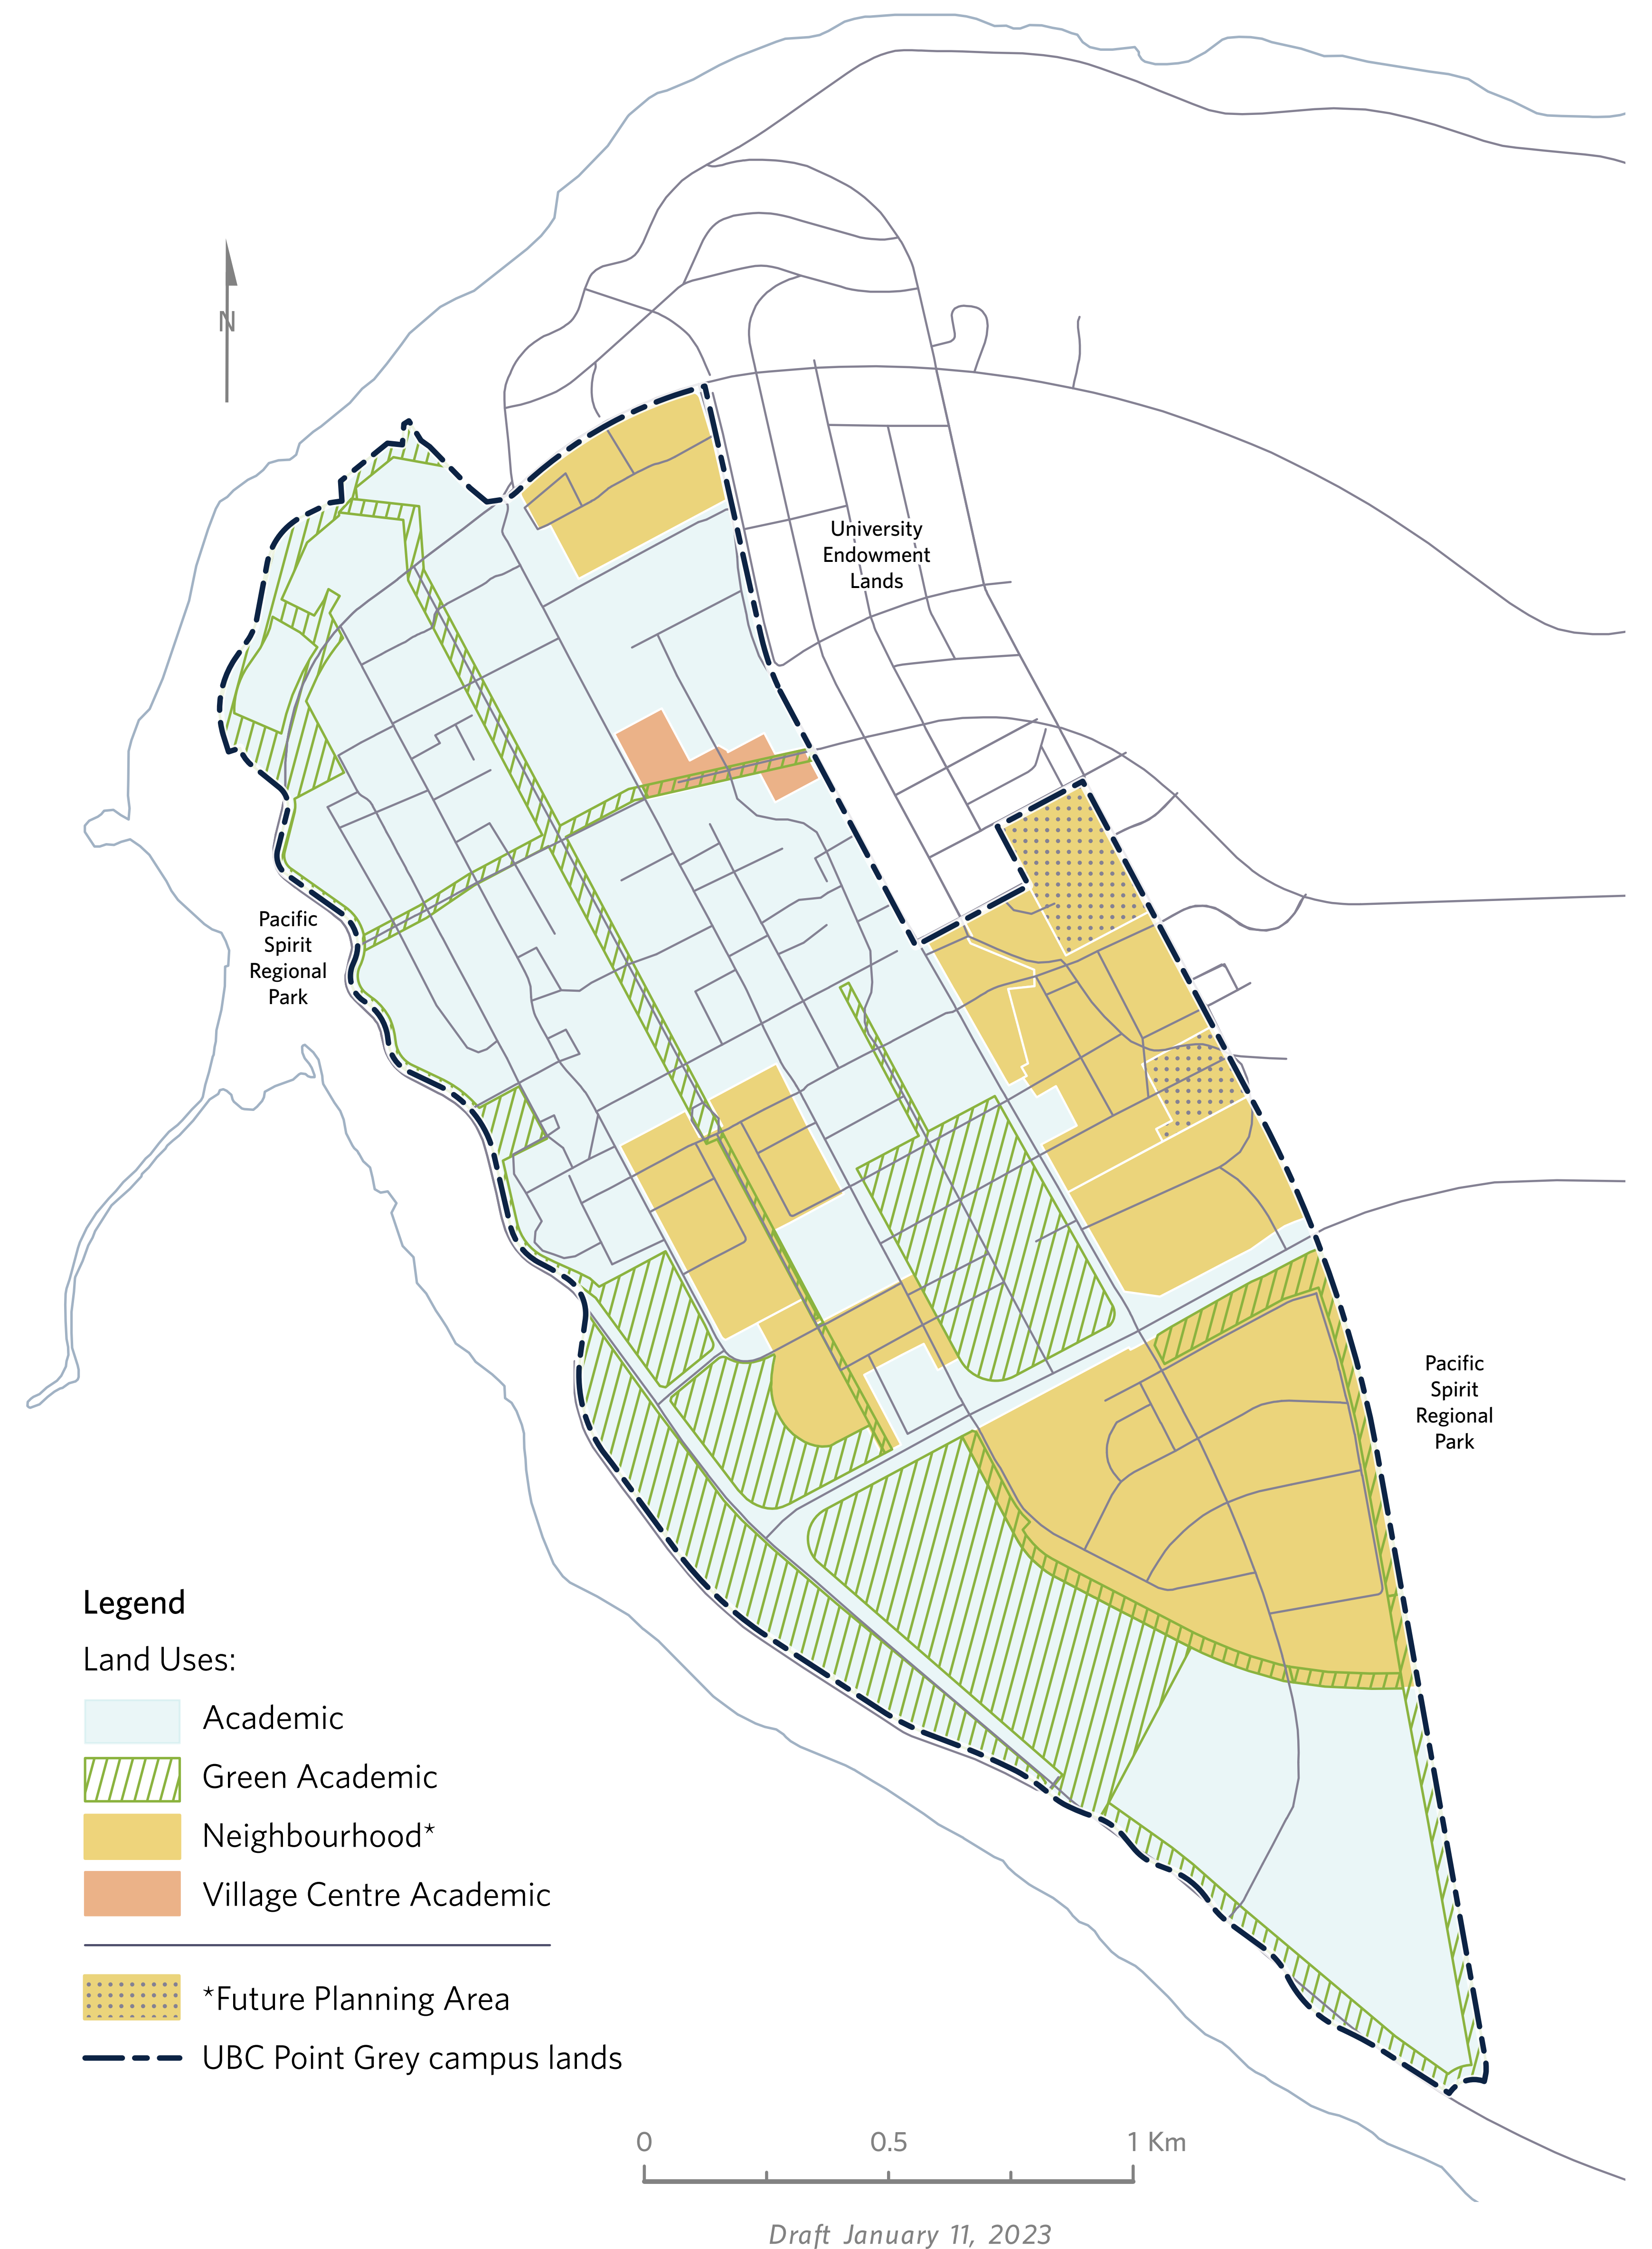 N
University
Endowment
Lands
Pacific
Spirit
Regional
Park
Pacific
Spirit
Regional
Park
Legend
Land Uses:
Academic
Green Academic
Neighbourhood*
Village Centre Academic
*Future Planning Area
UBC Point Grey campus lands
0 0.5 1 Km
Draft January 11, 2023